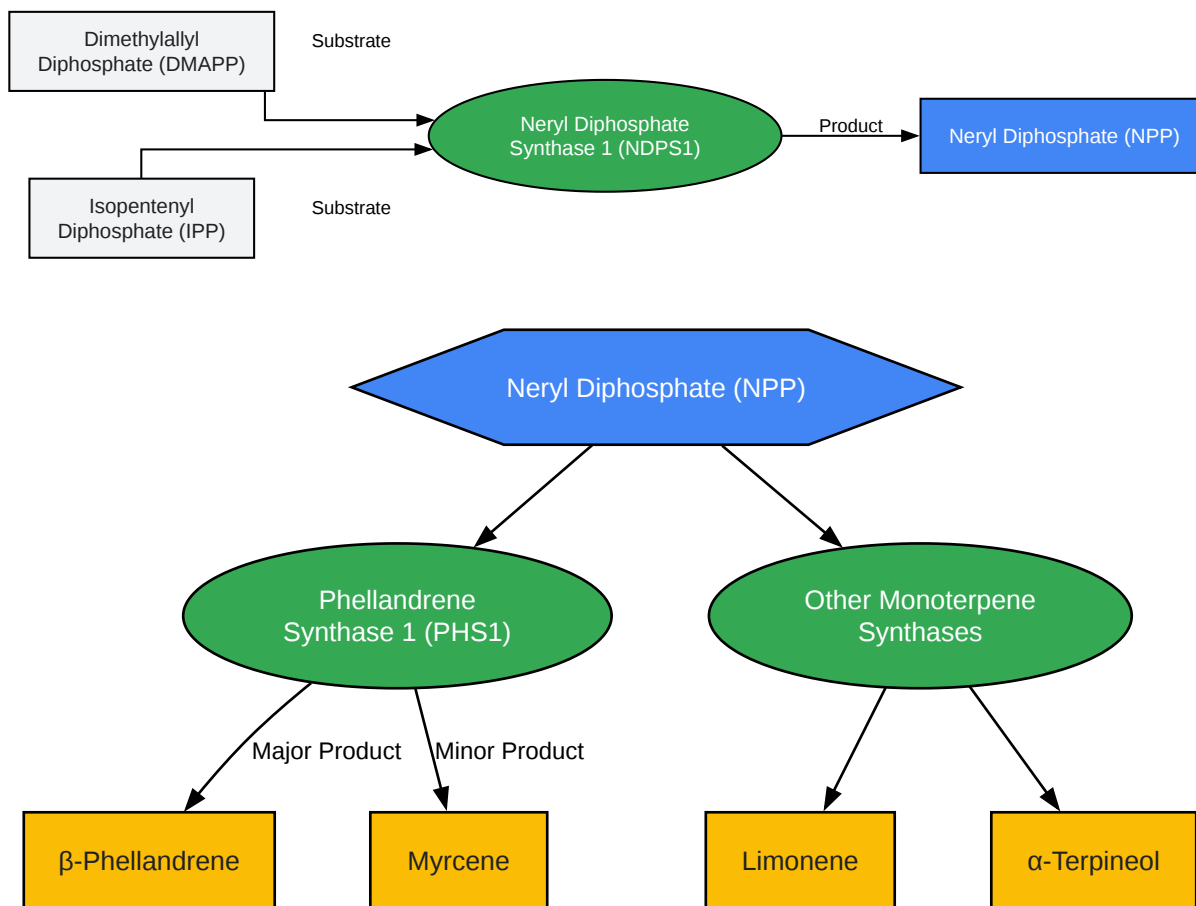 Dimethylallyl
Diphosphate (DMAPP)
Substrate
Neryl Diphosphate
Synthase 1 (NDPS1)
Product
Neryl Diphosphate (NPP)
Isopentenyl
Diphosphate (IPP)
Substrate
Neryl Diphosphate (NPP)
Phellandrene
Synthase 1 (PHS1)
Other Monoterpene
Synthases
Major Product
Minor Product
β-Phellandrene
Myrcene
Limonene
α-Terpineol